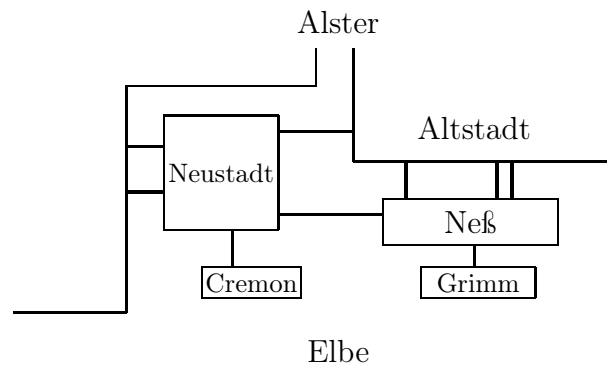 Alster
Altstadt
Neustadt
Neß
Cremon
Grimm
Elbe